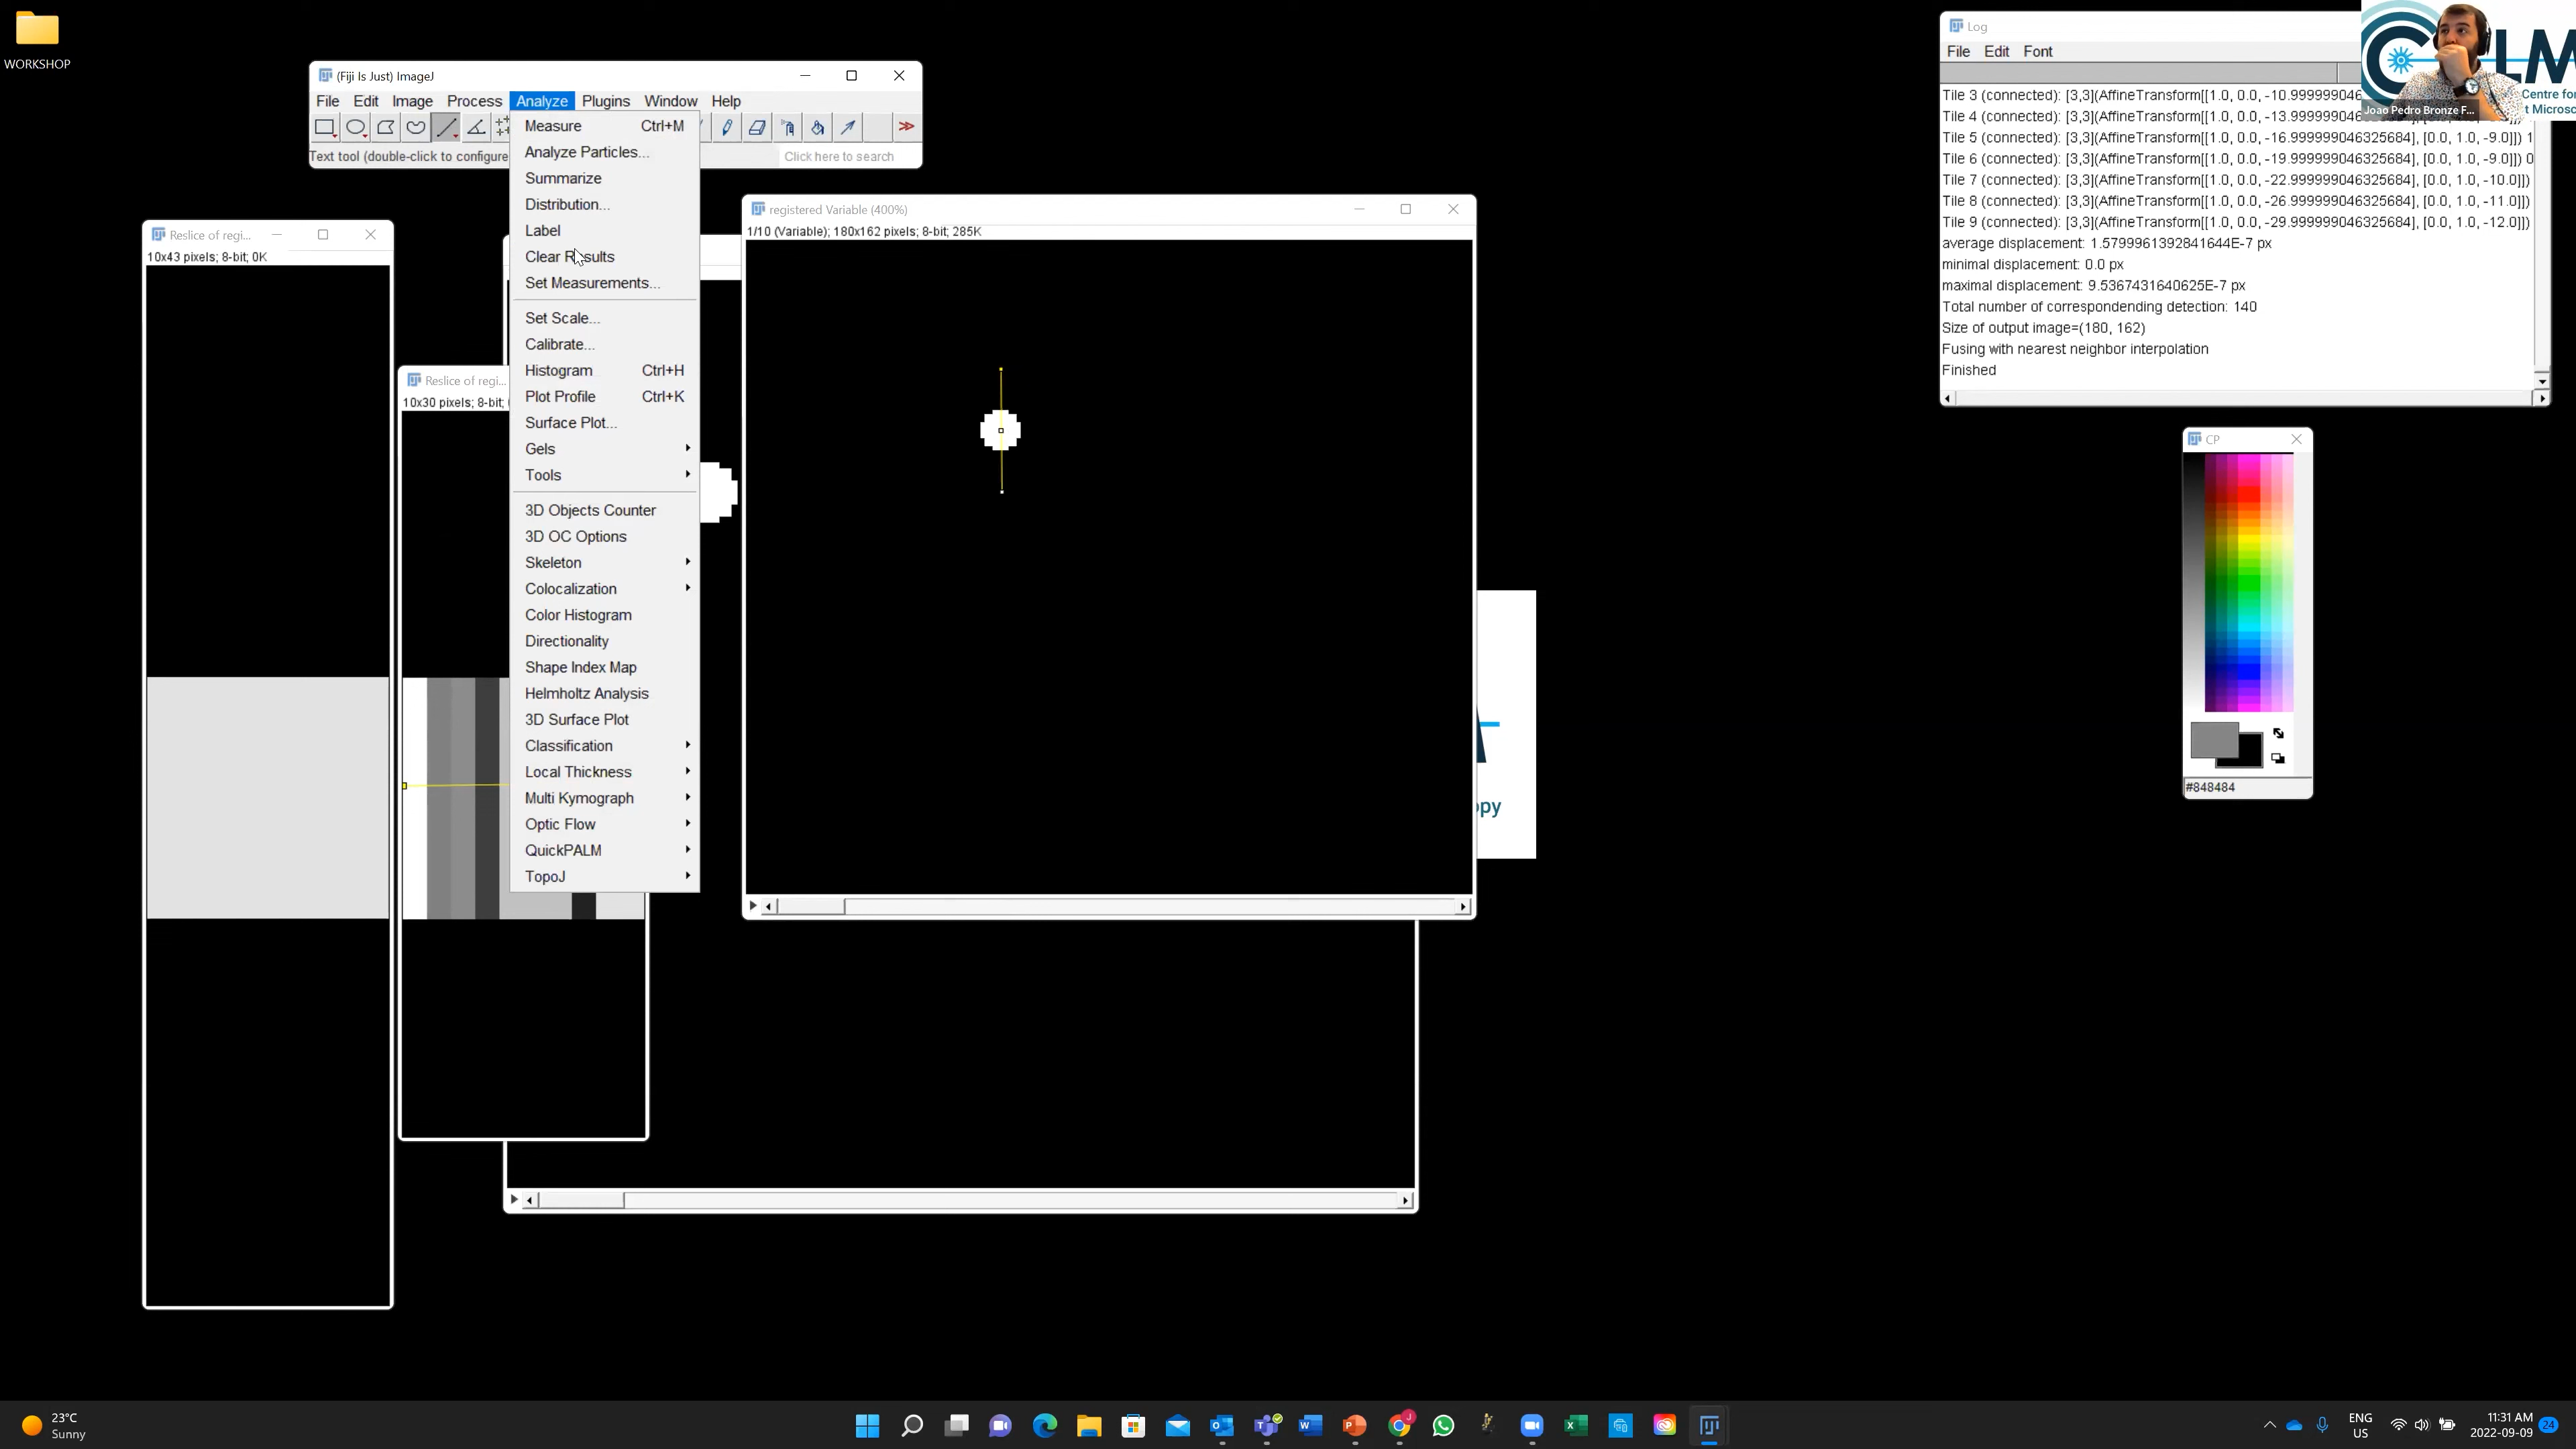 WORKSHOP
(Fiji Is Just) ImageJ
File Edit Image Process Analyze Plugins Window Help
Text tool (double-click to configure
Click here to search
Measure Ctrl+M
Analyze Particles...
Summarize
Distribution...
Label
Clear Results
Set Measurements...
Set Scale...
Calibrate...
Histogram Ctrl+H
Plot Profile Ctrl+K
Surface Plot...
Gels
Tools
3D Objects Counter
3D OC Options
Skeleton
Colocalization
Color Histogram
Directionality
Shape Index Map
Helmholtz Analysis
3D Surface Plot
Classification
Local Thickness
Multi Kymograph
Optic Flow
QuickPALM
TopoJ
Reslice of regi...
10x43 pixels; 8-bit; 0K
Reslice of regi...
10x30 pixels; 8-bit;
registered Variable (400%)
1/10 (Variable); 180x162 pixels; 8-bit; 285K
opy
Log
File Edit Font
Tile 3 (connected): [3,3](AffineTransform[[1.0, 0.0, -10.9999999046
Tile 4 (connected): [3,3](AffineTransform[[1.0, 0.0, -13.9999999046
Tile 5 (connected): [3,3](AffineTransform[[1.0, 0.0, -16.999999046325684], [0.0, 1.0, -9.0]]) 1
Tile 6 (connected): [3,3](AffineTransform[[1.0, 0.0, -19.999999046325684], [0.0, 1.0, -9.0]]) 0
Tile 7 (connected): [3,3](AffineTransform[[1.0, 0.0, -22.999999046325684], [0.0, 1.0, -10.0]])
Tile 8 (connected): [3,3](AffineTransform[[1.0, 0.0, -26.999999046325684], [0.0, 1.0, -11.0]])
Tile 9 (connected): [3,3](AffineTransform[[1.0, 0.0, -29.999999046325684], [0.0, 1.0, -12.0]])
average displacement: 1.5799961392841644E-7 px
minimal displacement: 0.0 px
maximal displacement: 9.5367431640625E-7 px
Total number of correspondending detection: 140
Size of output image=(180, 162)
Fusing with nearest neighbor interpolation
Finished
LM
Centre for
t Microsc
Joao Pedro Bronze F...
CP
#848484
23°C
Sunny
ENG
US
11:31 AM
2022-09-09
24